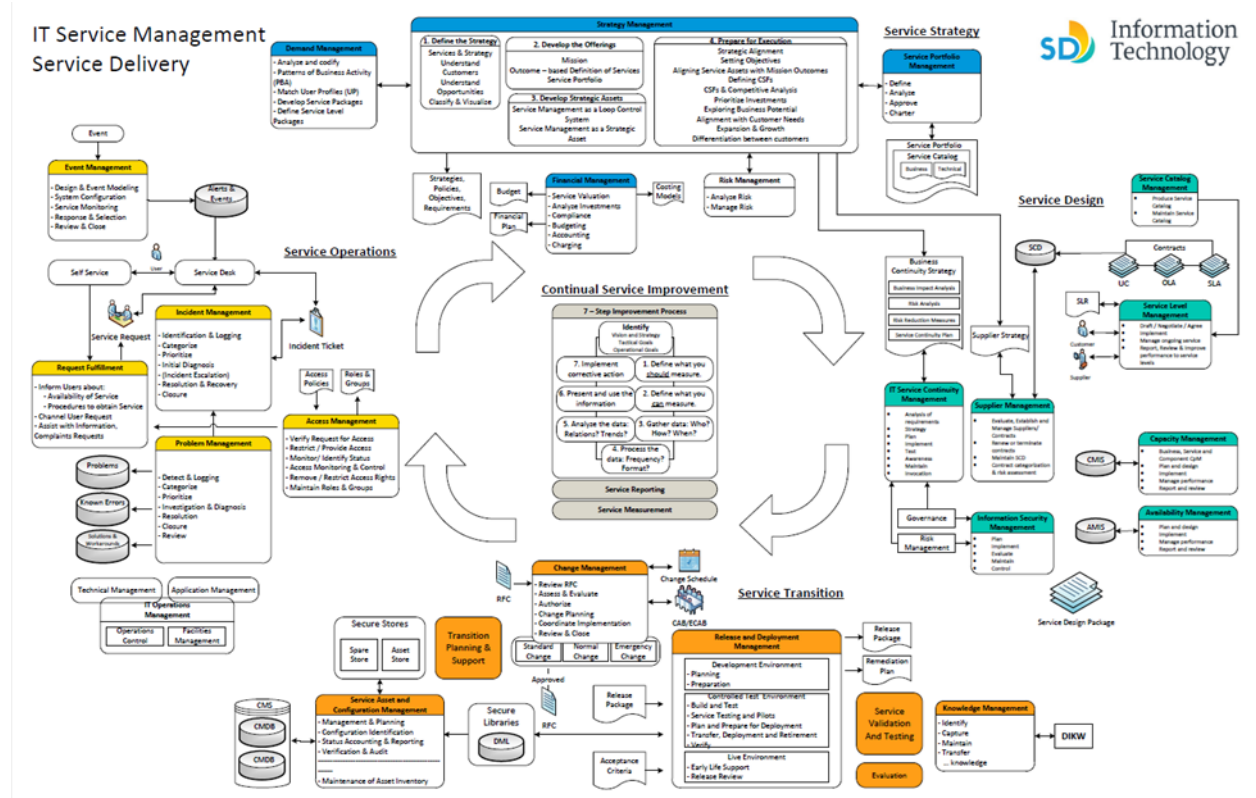 IT Service Management
Service Delivery
SD
Information
Technology
Strategy Management
1. Define the Strategy
Services & Strategy
Understand
Customers
Understand
Opportunities
Classify & Visualize
2. Develop the Offerings
Mission
Outcome – based Definition of Services
Service Portfolio
3. Develop Strategic Assets
Service Management as a Loop Control
System
Service Management as a Strategic
Asset
4. Prepare for Execution
Strategic Alignment
Setting Objectives
Aligning Service Assets with Mission Outcomes
Defining CSFs
CSFs & Competitive Analysis
Prioritize Investments
Exploring Business Potential
Alignment with Customer Needs
Expansion & Growth
Differentiation between customers
Demand Management
- Analyze and codify
- Patterns of Business Activity
(PBA)
- Match User Profiles (UP)
- Develop Service Packages
- Define Service Level
Packages
Service Strategy
Service Portfolio
Management
- Define
- Analyze
- Approve
- Charter
Service Portfolio
Service Catalog
Business
Technical
Strategies,
Policies,
Objectives,
Requirements
Budget
Financial
Plan
Financial Management
- Service Valuation
- Analyze Investments
- Compliance
- Budgeting
- Accounting
- Charging
Costing
Models
Risk Management
- Analyze Risk
- Manage Risk
Event
Event Management
- Design & Event Modeling
- System Configuration
- Service Monitoring
- Response & Selection
- Review & Close
Alerts &
Events
Service Operations
Self Service
User
Service Desk
Service Request
Incident Management
- Identification & Logging
- Categorize
- Prioritize
- Initial Diagnosis
(Incident Escalation)
- Resolution & Recovery
- Closure
Incident Ticket
Request Fulfillment
- Inform Users about:
- Availability of Service
- Procedures to obtain Service
- Channel User Request
- Assist with Information,
Complaints Requests
Access
Policies
Roles &
Groups
Access Management
- Verify Request for Access
- Restrict / Provide Access
- Monitor/ Identify Status
- Access Monitoring & Control
- Remove / Restrict Access Rights
- Maintain Roles & Groups
Problem Management
- Detect & Logging
- Categorize
- Prioritize
- Investigation & Diagnosis
- Resolution
- Closure
- Review
Problems
Known Errors
Solutions &
Workarounds
Technical Management
Application Management
IT Operations
Management
Operations
Control
Facilities
Management
Continual Service Improvement
7 – Step Improvement Process
Identify
Vision and Strategy
Tactical Goals
Operational Goals
7. Implement
corrective action
1. Define what you
should measure.
6. Present and use the
information
2. Define what you
can measure.
5. Analyse the data:
Relations? Trends?
3. Gather data: Who?
How? When?
4. Process the
data: Frequency?
Format?
Service Reporting
Service Measurement
Service Design
Service Catalog
Management
• Produce Service
Catalog
• Maintain Service
Catalog
SCD
Contracts
UC
OLA
SLA
SLR
Customer
Supplier
Service Level
Management
• Draft / Negotiate / Agree
Implement
• Manage ongoing service
• Report, Review & Improve
performance to service
levels
Business
Continuity Strategy
Business Impact Analysis
Risk Analysis
Risk Reduction Measures
Service Continuity Plan
Supplier Strategy
IT Service Continuity
Management
• Analysis of
requirements
• Strategy
• Plan
• Implement
• Test
• Awareness
• Maintain
• Invocation
Supplier Management
• Evaluate, Establish and
Manage Suppliers/
Contracts
• Review or terminate
contracts
• Maintain SCD
• Contract categorization
& risk assessment
CMIS
Capacity Management
• Business, Service and
Component CpM
• Plan and design
• Implement
• Manage performance
• Report and review
AMIS
Availability Management
• Plan and design
• Implement
• Manage performance
• Report and review
Governance
Risk
Management
Information Security
Management
• Plan
• Implement
• Evaluate
• Maintain
• Control
Service Design Package
Service Transition
RFC
Change Management
- Review RFC
- Assess & Evaluate
- Authorize
- Change Planning
- Coordinate Implementation
- Review & Close
Standard
Change
Normal
Change
Emergency
Change
Change Schedule
CAB/ECAB
Approved
RFC
Secure Stores
Spare
Store
Asset
Store
Transition
Planning &
Support
Service Asset and
Configuration Management
- Management & Planning
- Configuration Identification
- Status Accounting & Reporting
- Verification & Audit
- Maintenance of Asset Inventory
CMS
CMDB
CMDB
Secure
Libraries
DML
Release
Package
Acceptance
Criteria
Release and Deployment
Management
Development Environment
- Planning
- Preparation
Controlled Test Environment
- Build and Test
- Service Testing and Pilots
- Plan and Prepare for Deployment
- Transfer, Deployment and Retirement
- Verify
Live Environment
- Early Life Support
- Release Review
Release
Package
Remediation
Plan
Service
Validation
And Testing
Evaluation
Knowledge Management
- Identify
- Capture
- Maintain
- Transfer
... knowledge
DIKW